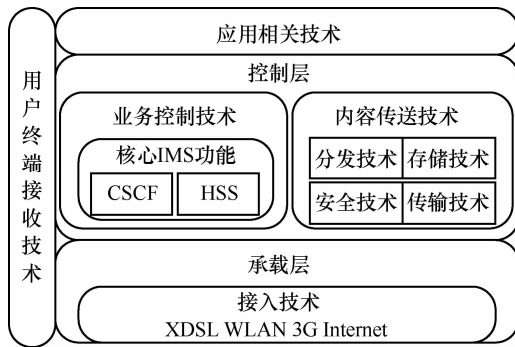 用户终端接收技术
应用相关技术
控制层
业务控制技术
核心IMS功能
CSCF
HSS
内容传送技术
分发技术
存储技术
安全技术
传输技术
承载层
接入技术
XDSL WLAN 3G Internet